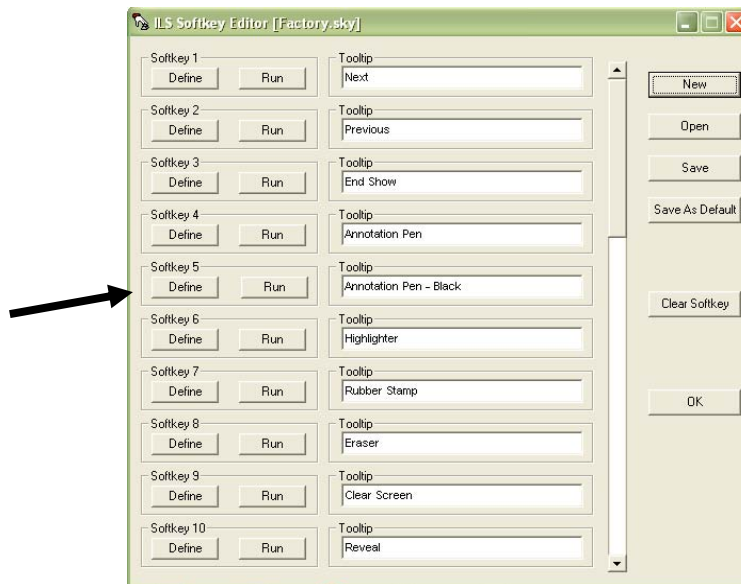 ILS Softkey Editor [Factory.sky]
Softkey 1 Tooltip
Define Run Next
Softkey 2 Tooltip
Define Run Previous
Softkey 3 Tooltip
Define Run End Show
Softkey 4 Tooltip
Define Run Annotation Pen
Softkey 5 Tooltip
Define Run Annotation Pen - Black
Softkey 6 Tooltip
Define Run Highlighter
Softkey 7 Tooltip
Define Run Rubber Stamp
Softkey 8 Tooltip
Define Run Eraser
Softkey 9 Tooltip
Define Run Clear Screen
Softkey 10 Tooltip
Define Run Reveal
New
Open
Save
Save As Default
Clear Softkey
OK